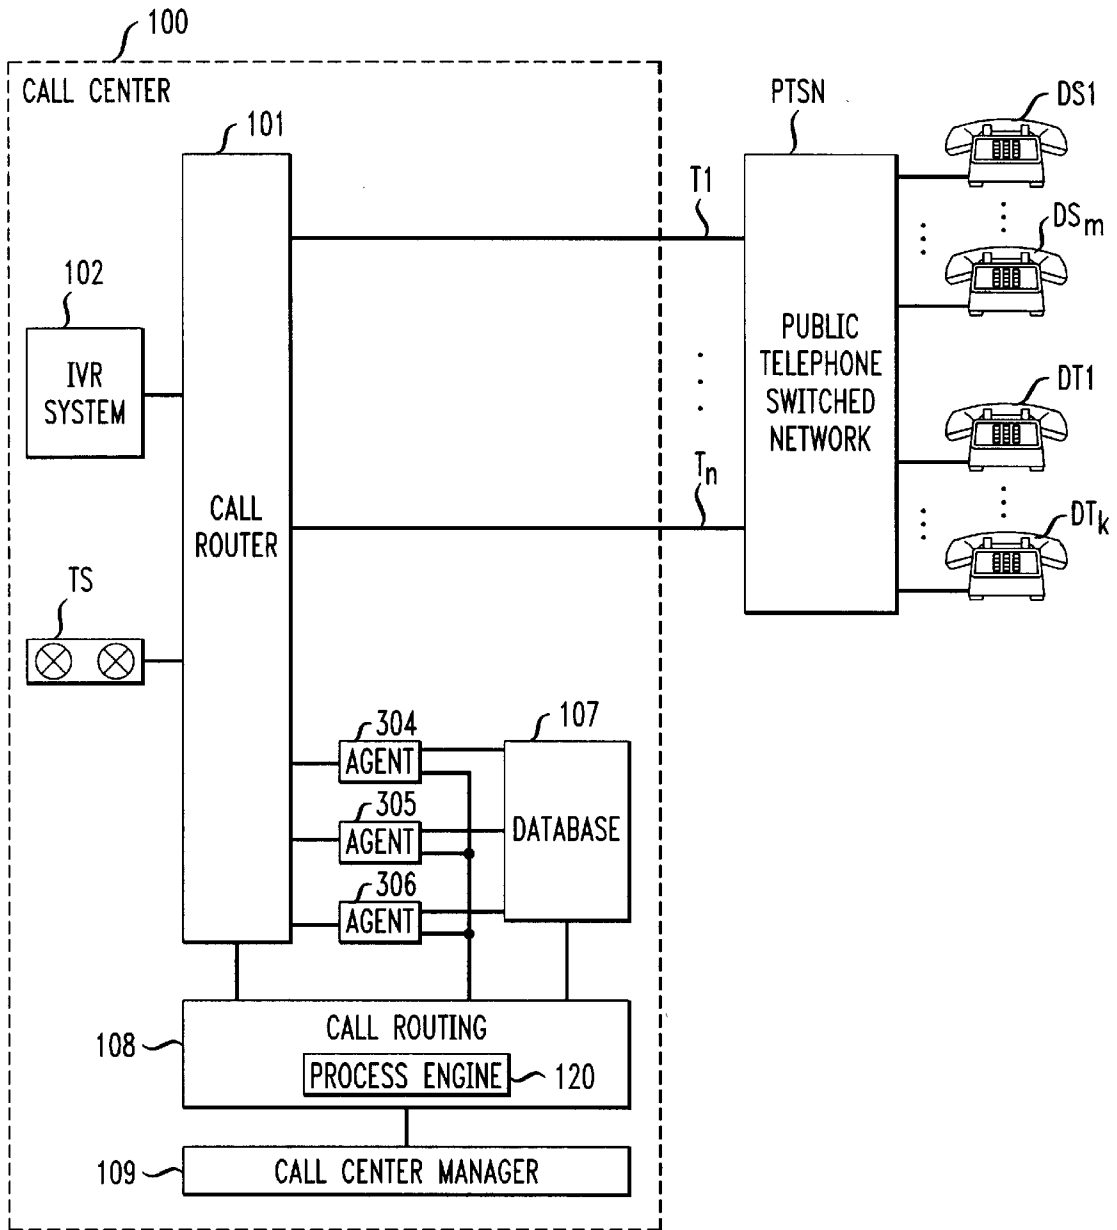 100
CALL CENTER
101
PTSN
DS1
T1
DSm
102
IVR
SYSTEM
PUBLIC
TELEPHONE
SWITCHED
NETWORK
DT1
CALL
ROUTER
Tn
DTk
TS
304
AGENT
107
305
AGENT
DATABASE
306
AGENT
CALL ROUTING
108
PROCESS ENGINE
120
109
CALL CENTER MANAGER